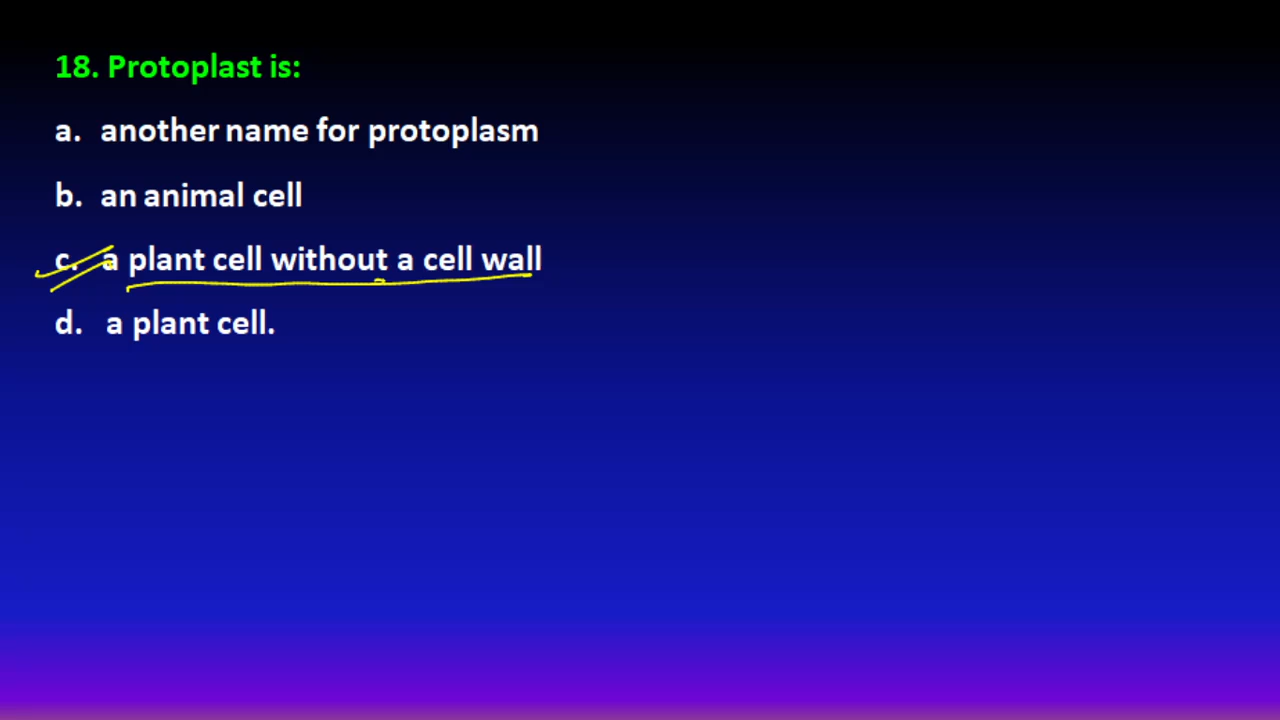 18. Protoplast is:
a. another name for protoplasm
b. an animal cell
c. a plant cell without a cell wall
d. a plant cell.